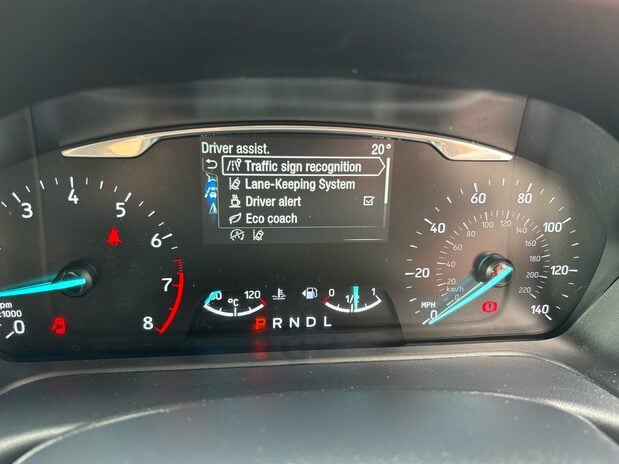 Driver assist. 20°
Traffic sign recognition
Lane-Keeping System
Driver alert
Eco coach
0 3 4 5 6 7 8
pm
x1000
°C 120
0 1/2 1
P R N D L
MPH
0 20 40 60 80 100 120 140
km/h
20 40 60 80 100 120 140 160 180 200 220